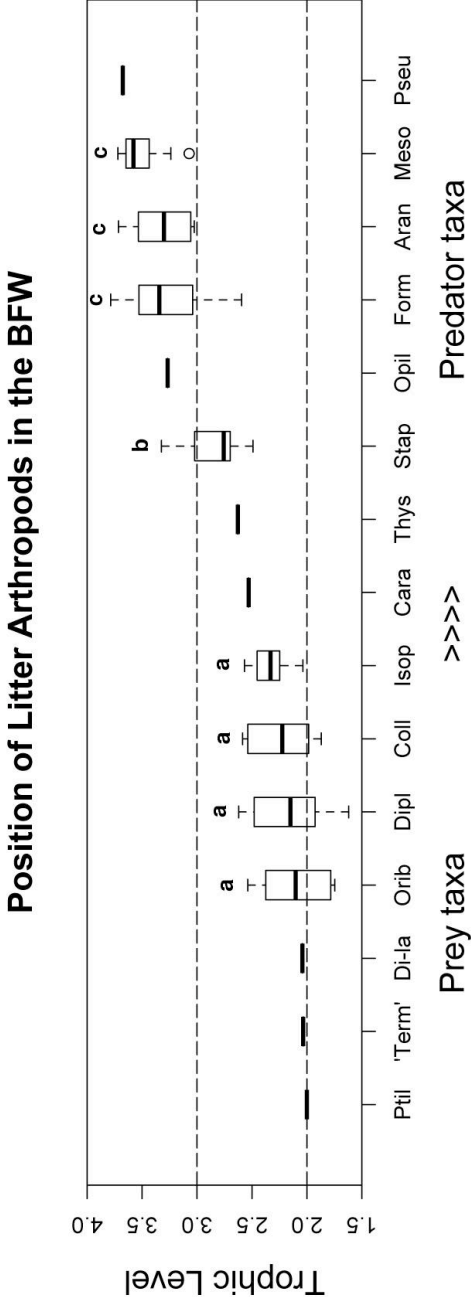 Position of Litter Arthropods in the BFW
Trophic Level
4.0
3.5
3.0
2.5
2.0
1.5
a
a
a
a
b
c
c
c
Ptil 'Term' Di-la Orib Dipl Coll Isop Cara Thys Stap Opil Form Aran Meso Pseu
Prey taxa >>>> Predator taxa